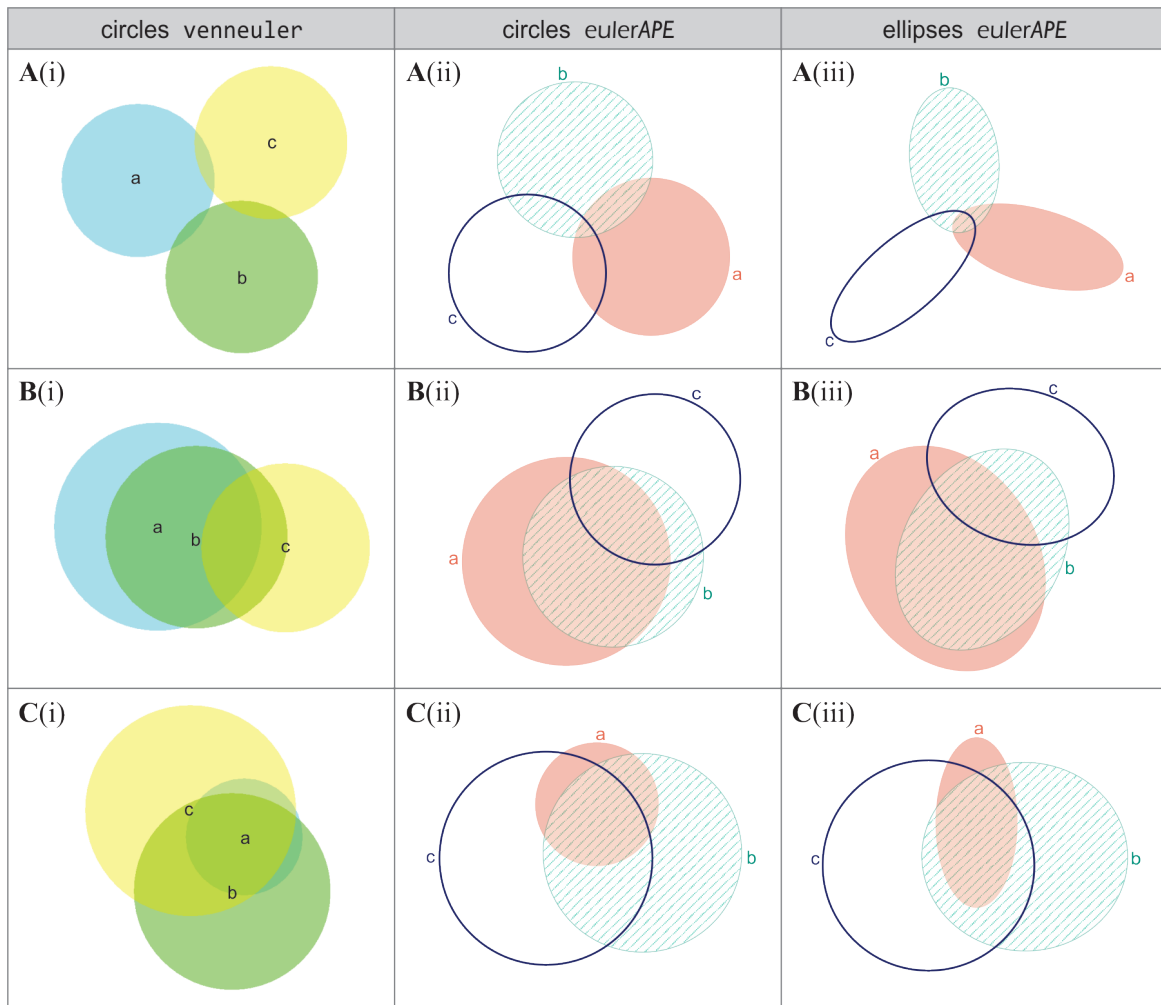 circles venneuler
circles eulerAPE
ellipses eulerAPE
A(i)
a
c
b
A(ii)
b
a
c
A(iii)
b
a
c
B(i)
a
b
c
B(ii)
c
a
b
B(iii)
c
a
b
C(i)
c
a
b
C(ii)
a
c
b
C(iii)
a
c
b